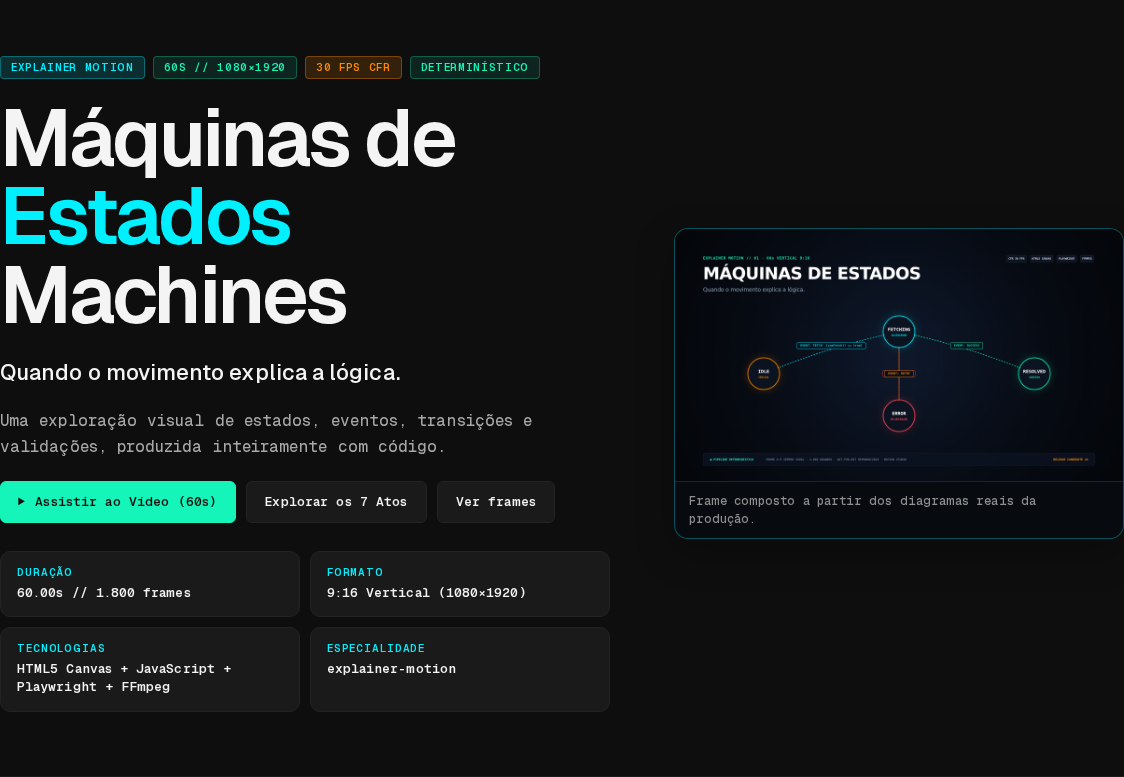 EXPLAINER MOTION
60S // 1080×1920
30 FPS CFR
DETERMINÍSTICO
Máquinas de
Estados
Machines
Quando o movimento explica a lógica.
Uma exploração visual de estados, eventos, transições e
validações, produzida inteiramente com código.
▶ Assistir ao Vídeo (60s)
Explorar os 7 Atos
Ver frames
DURAÇÃO
60.00s // 1.800 frames
FORMATO
9:16 Vertical (1080×1920)
TECNOLOGIAS
HTML5 Canvas + JavaScript +
Playwright + FFmpeg
ESPECIALIDADE
explainer-motion
MÁQUINAS DE ESTADOS
Quando o movimento explica a lógica.
FETCHING
IDLE
RESOLVED
ERROR
Frame composto a partir dos diagramas reais da
produção.